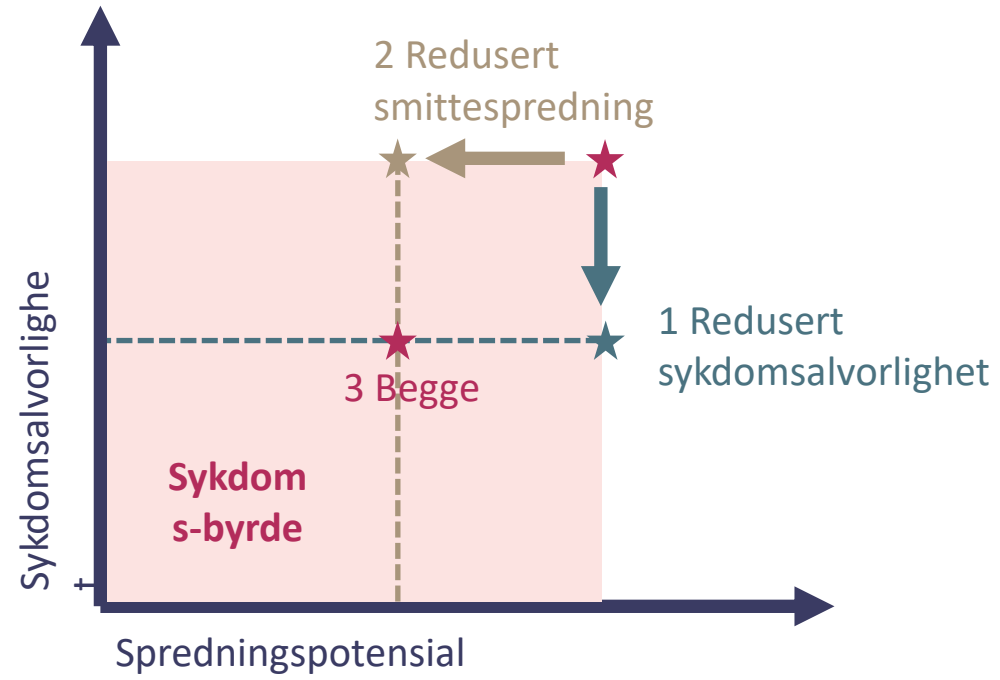 2 Redusert
smittespredning
1 Redusert
sykdomsalvorlighet
3 Begge
Sykdom
s-byrde
Sykdomsalvorlighe
t
Spredningspotensial